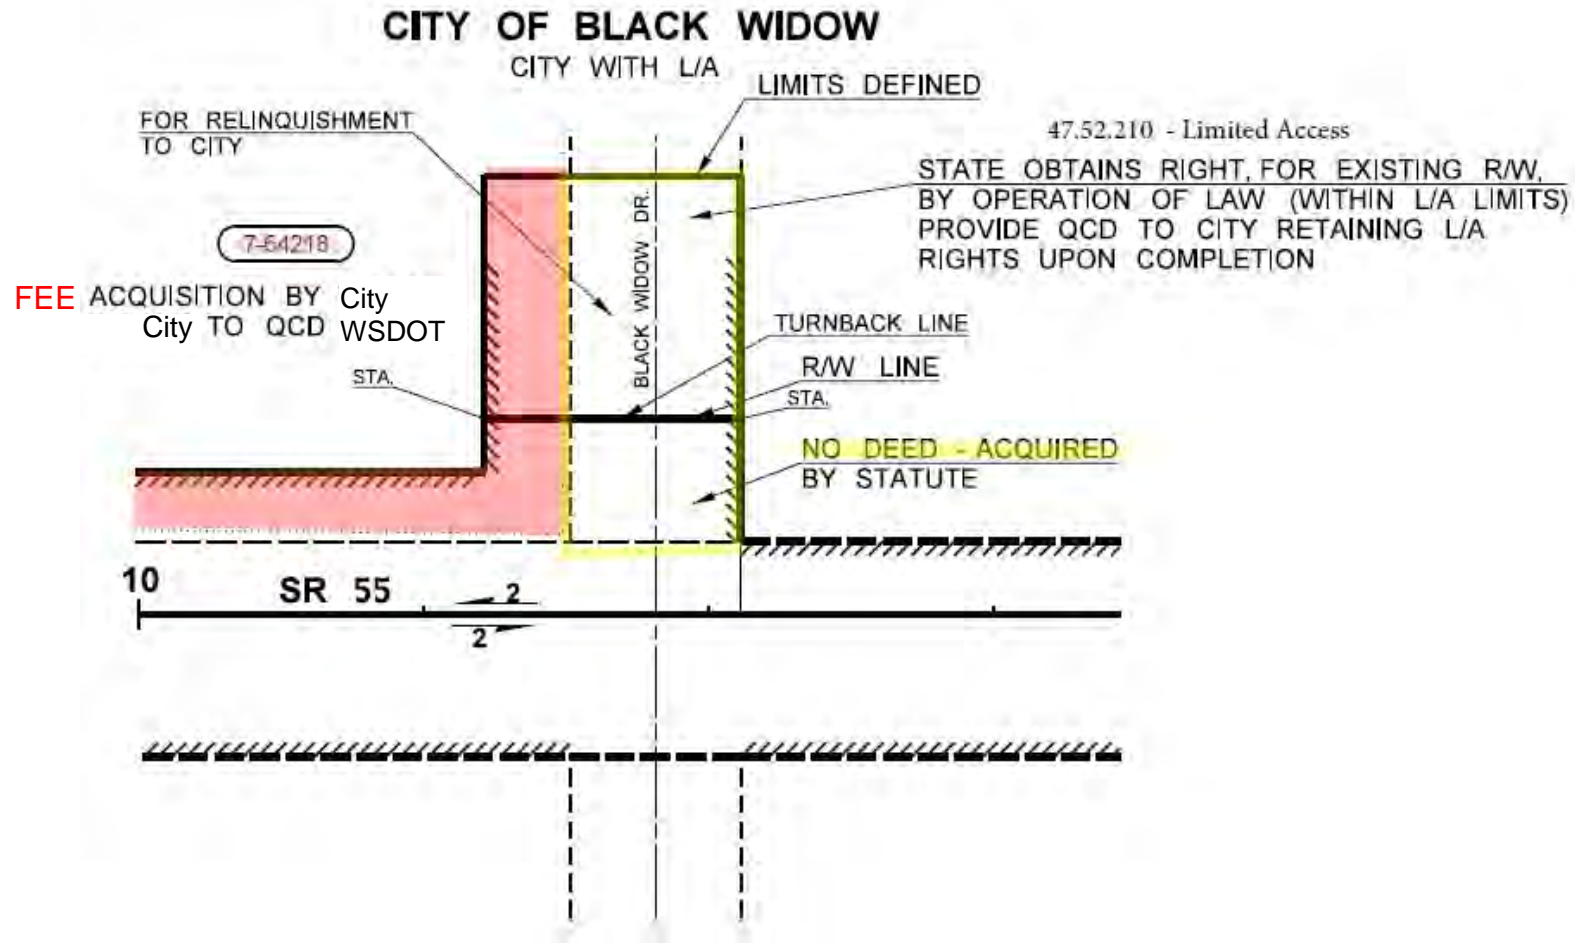 CITY OF BLACK WIDOW
CITY WITH L/A
LIMITS DEFINED
FOR RELINQUISHMENT
TO CITY
47.52.210 - Limited Access
STATE OBTAINS RIGHT, FOR EXISTING R/W,
BY OPERATION OF LAW (WITHIN L/A LIMITS)
PROVIDE QCD TO CITY RETAINING L/A
RIGHTS UPON COMPLETION
7-64218
FEE ACQUISITION BY City
City TO QCD WSDOT
BLACK WIDOW DR.
TURNBACK LINE
R/W LINE
STA.
STA.
NO DEED - ACQUIRED
BY STATUTE
10
SR 55
2
2